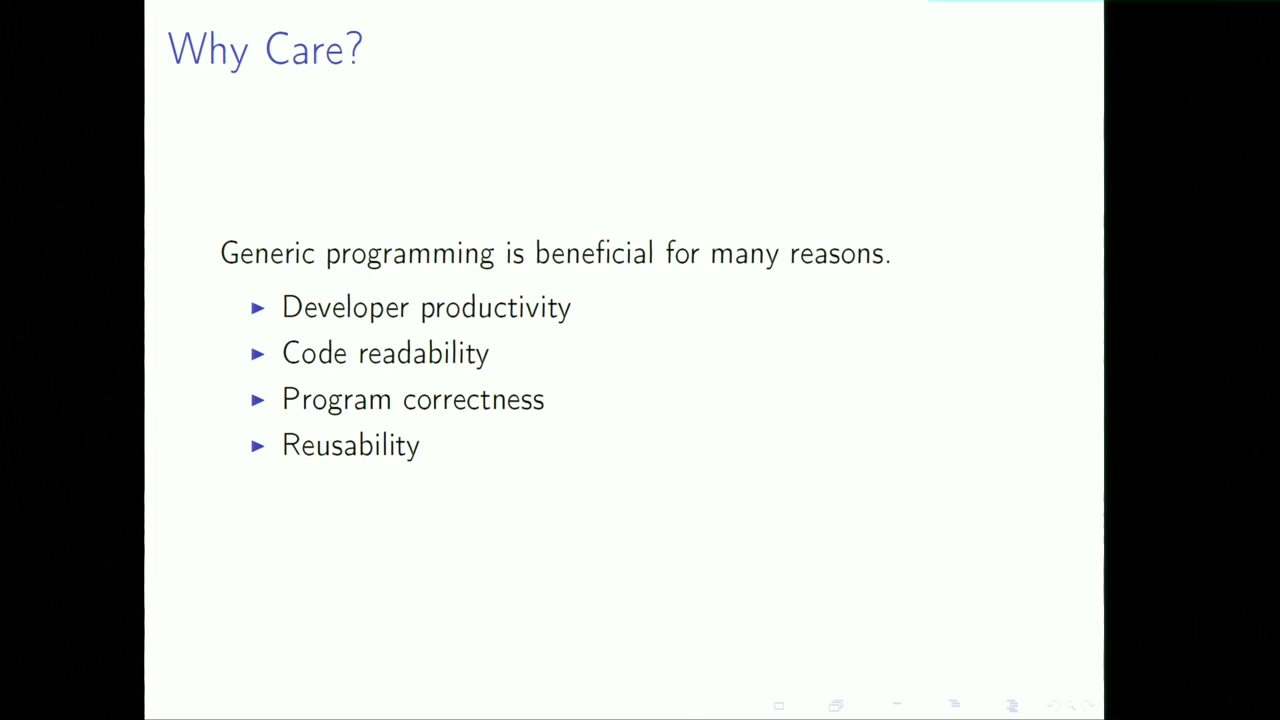 Why Care?
Generic programming is beneficial for many reasons.
Developer productivity
Code readability
Program correctness
Reusability